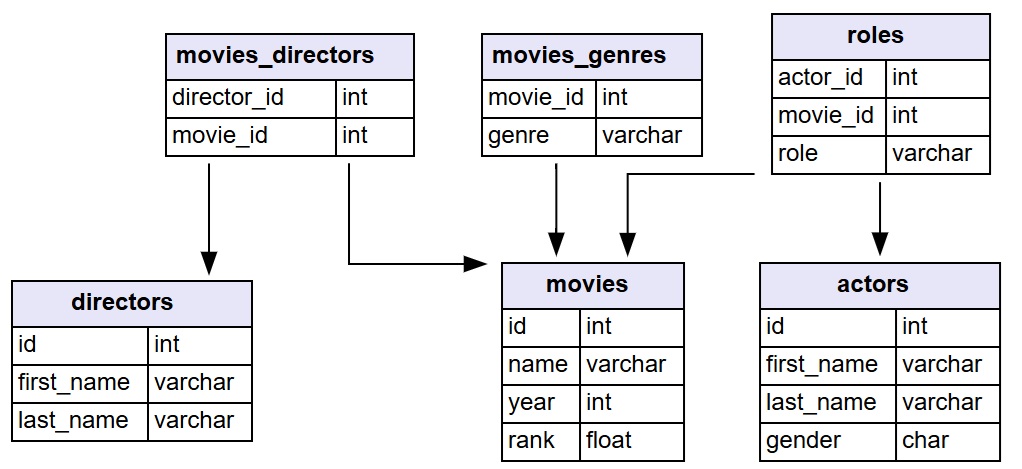 movies_directors
director_id int
movie_id int
movies_genres
movie_id int
genre varchar
roles
actor_id int
movie_id int
role varchar
directors
id int
first_name varchar
last_name varchar
movies
id int
name varchar
year int
rank float
actors
id int
first_name varchar
last_name varchar
gender char